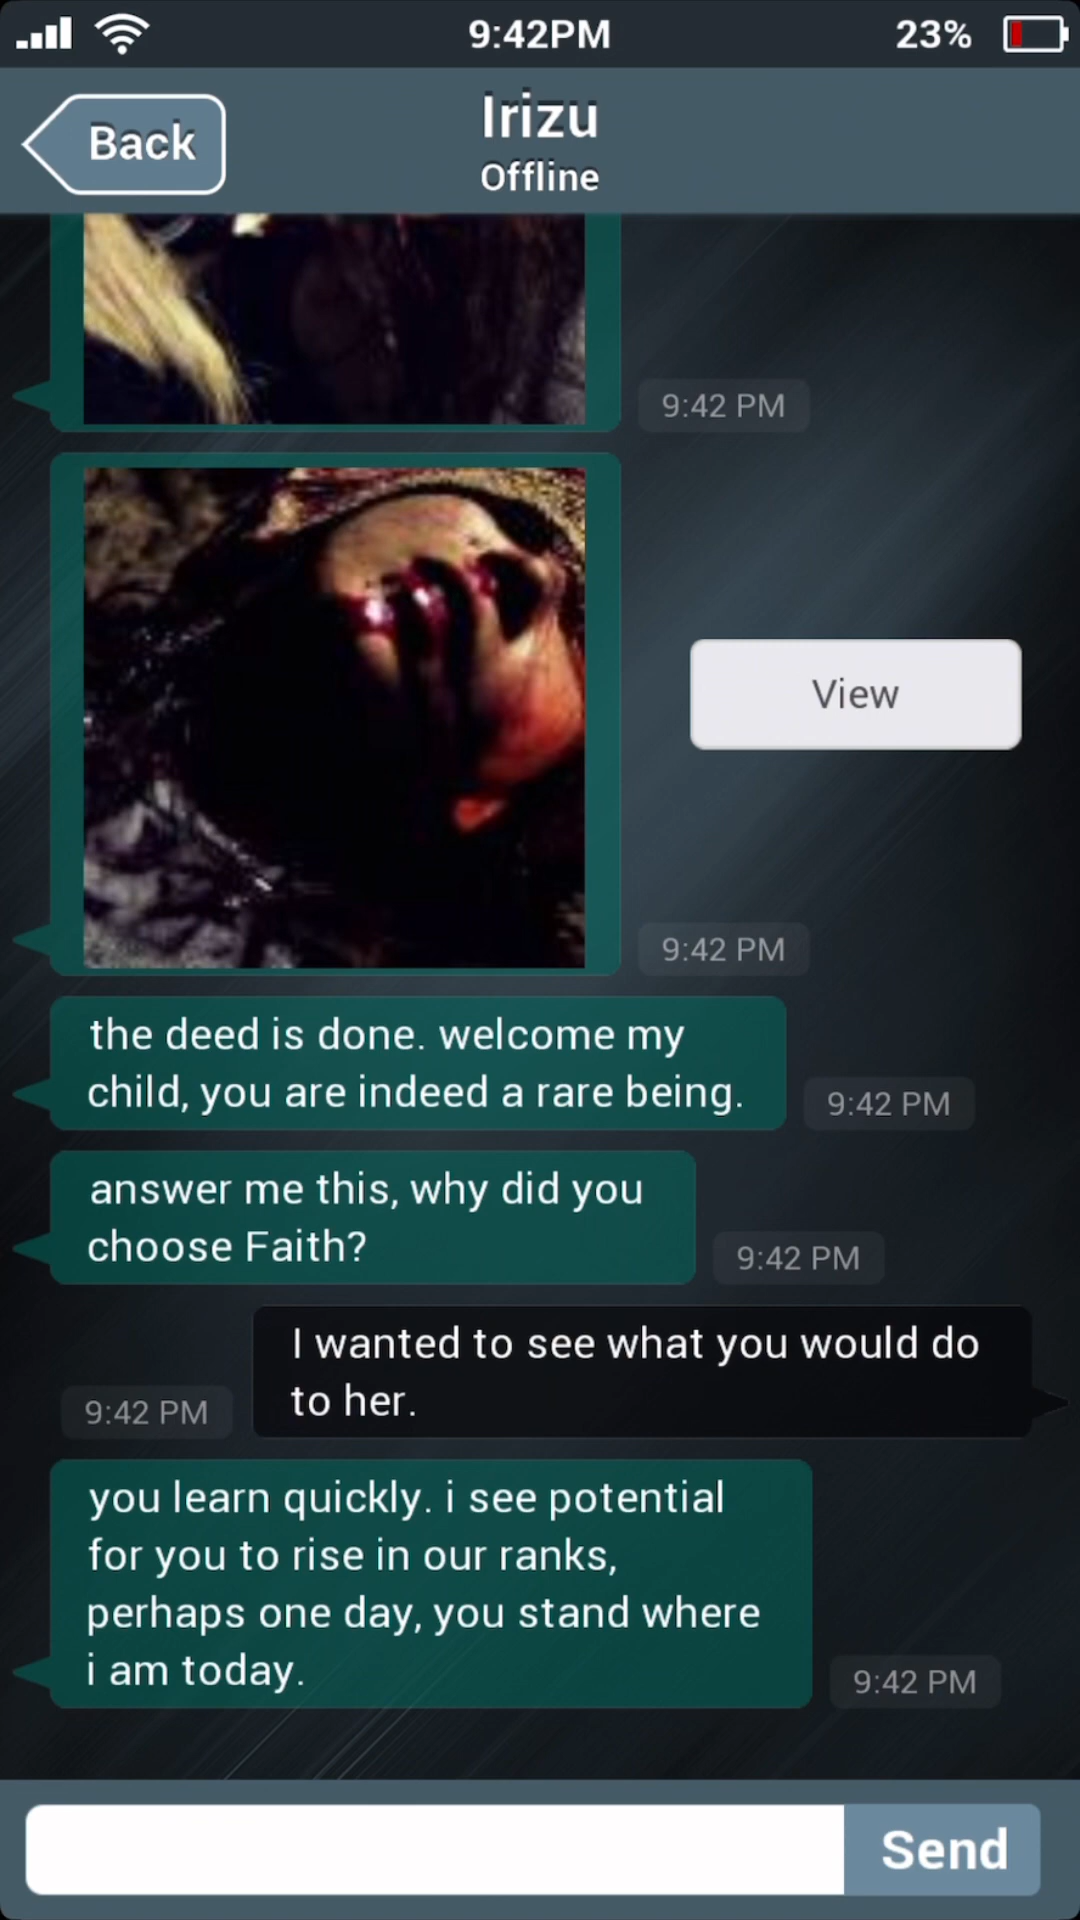 9:42PM
23%
Back
Irizu
Offline
9:42 PM
View
9:42 PM
the deed is done. welcome my
child, you are indeed a rare being.
9:42 PM
answer me this, why did you
choose Faith?
9:42 PM
I wanted to see what you would do
to her.
9:42 PM
you learn quickly. i see potential
for you to rise in our ranks,
perhaps one day, you stand where
i am today.
9:42 PM
Send